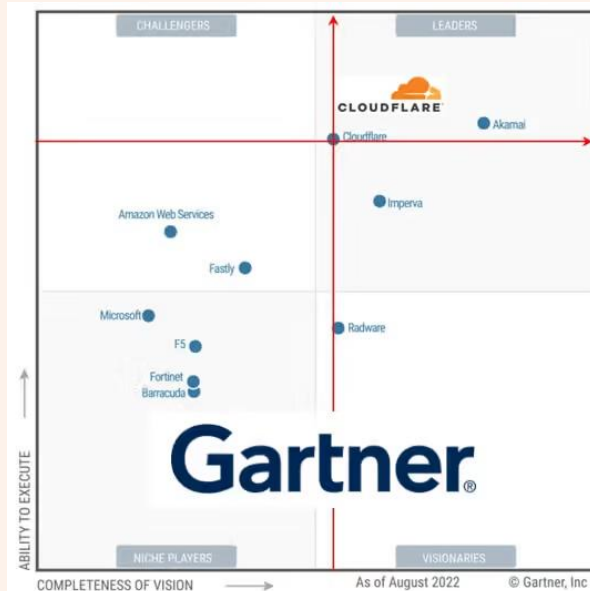 CHALLENGERS
LEADERS
CLOUDFLARE
Akamai
Cloudflare
Imperva
Amazon Web Services
Fastly
Microsoft
Radware
F5
Fortinet
Barracuda
Gartner®
ABILITY TO EXECUTE
NICHE PLAYERS
VISIONARIES
COMPLETENESS OF VISION
As of August 2022
© Gartner, Inc